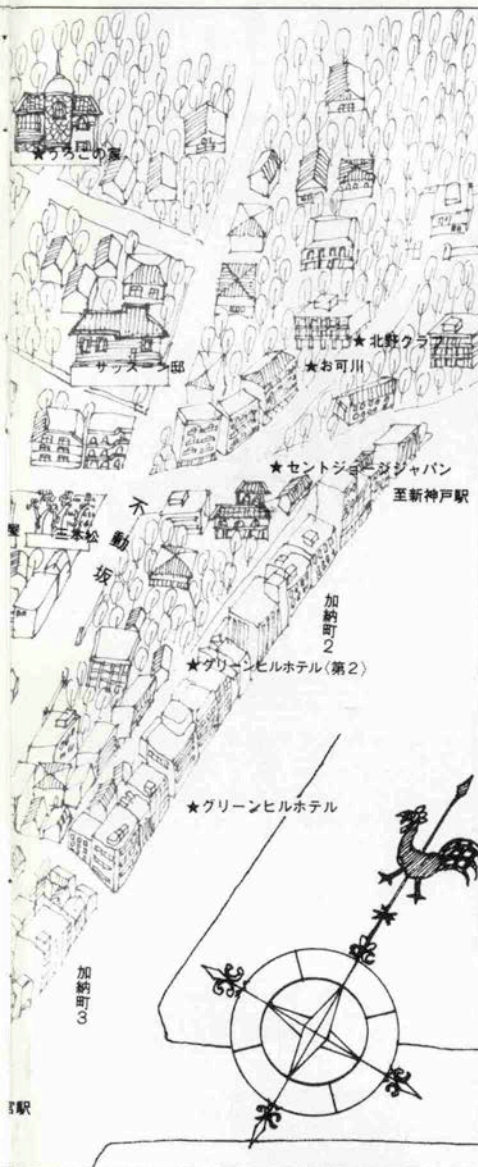 ★うろこの家
★北野クラブ
★お可川
サッスーン邸
★セントジョージジャパン
至新神戸駅
三本松
不動坂
加納町2
★グリーンヒルホテル〈第2〉
★グリーンヒルホテル
加納町3
宮駅